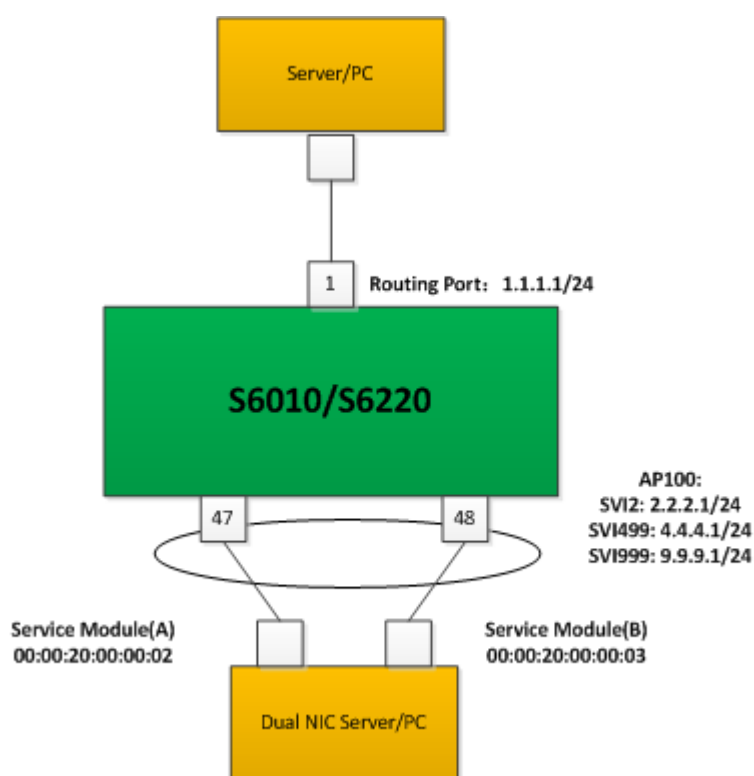 Server/PC
1
Routing Port： 1.1.1.1/24
S6010/S6220
AP100:
SVI2: 2.2.2.1/24
SVI499: 4.4.4.1/24
SVI999: 9.9.9.1/24
47
48
Service Module(A)
00:00:20:00:00:02
Service Module(B)
00:00:20:00:00:03
Dual NIC Server/PC